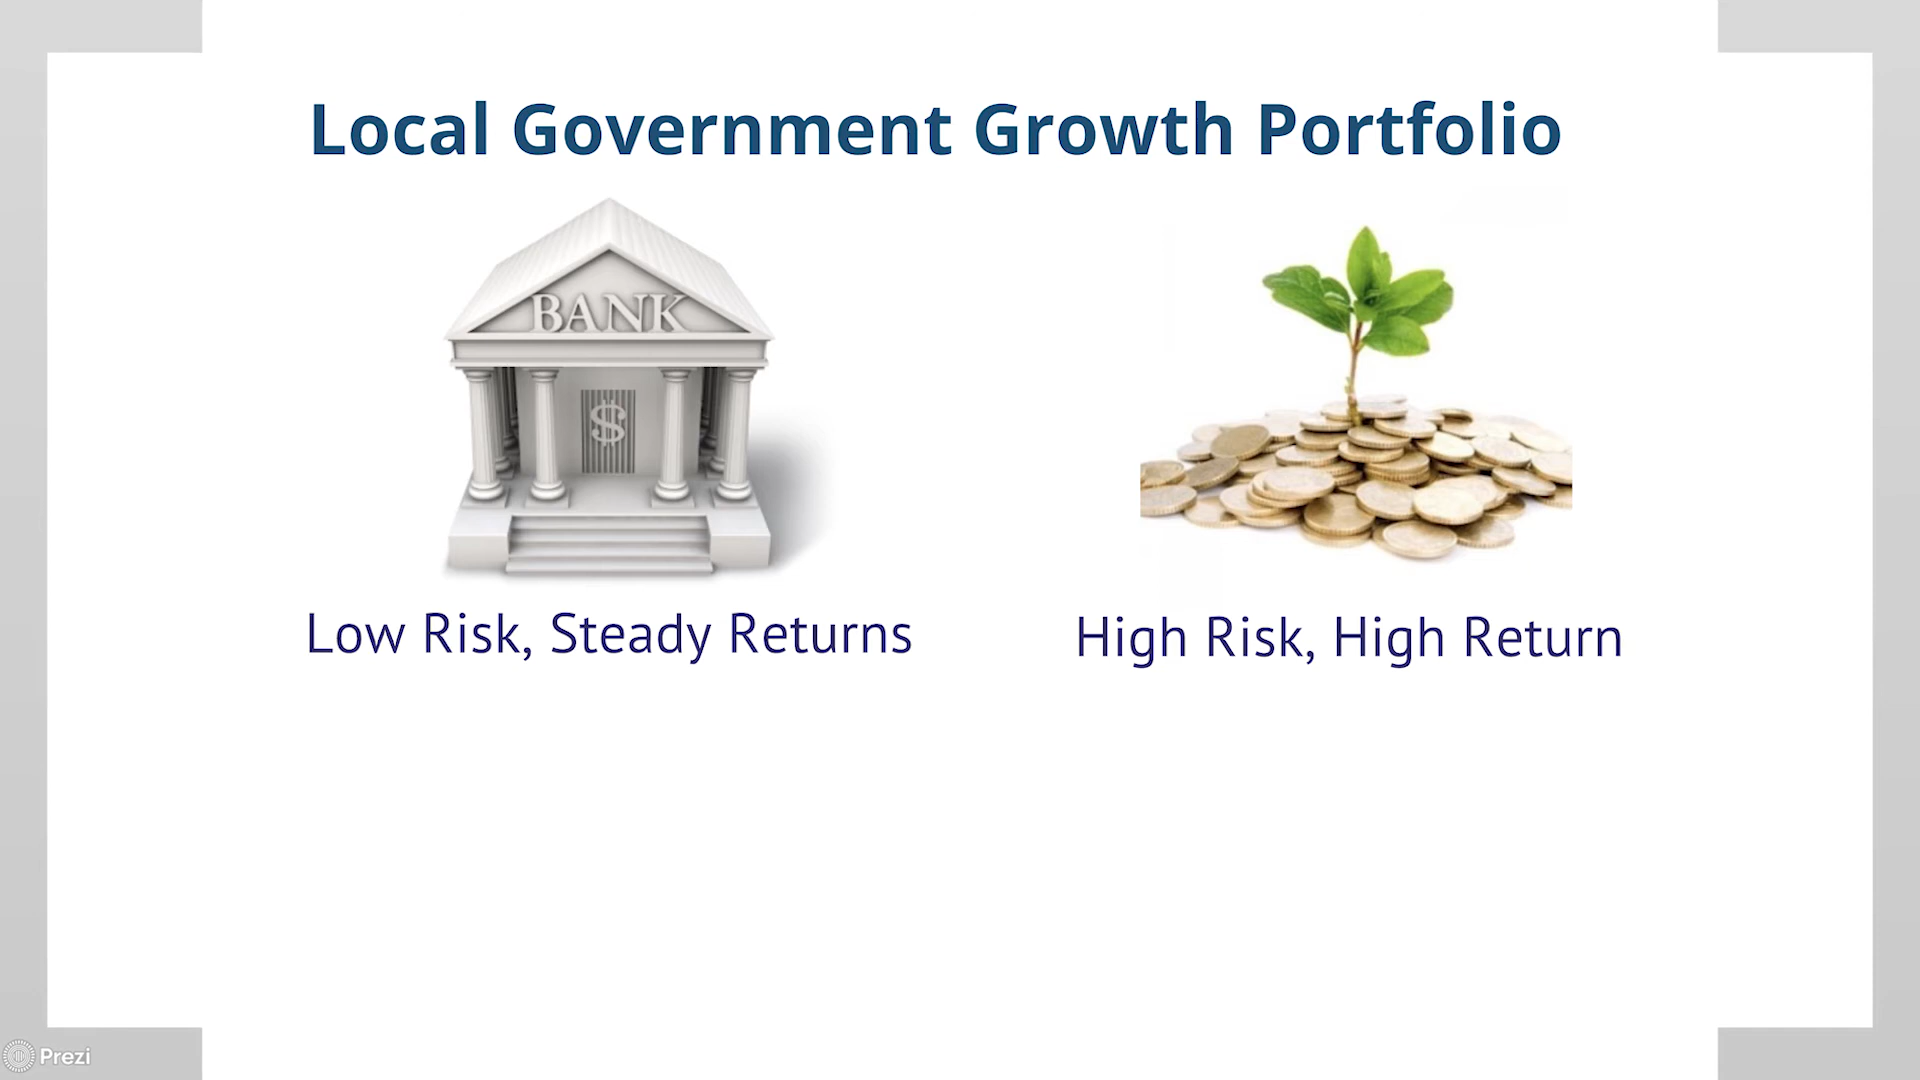 Local Government Growth Portfolio
BANK
$
Low Risk, Steady Returns
High Risk, High Return
Prezi